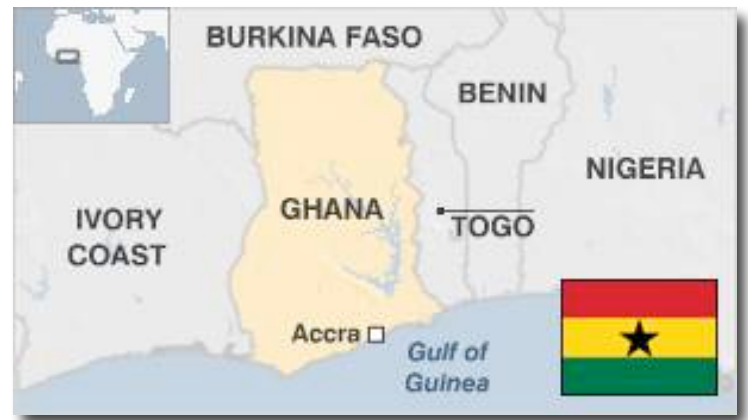 BURKINA FASO
BENIN
NIGERIA
GHANA
IVORY
COAST
TOGO
Accra
Gulf of
Guinea